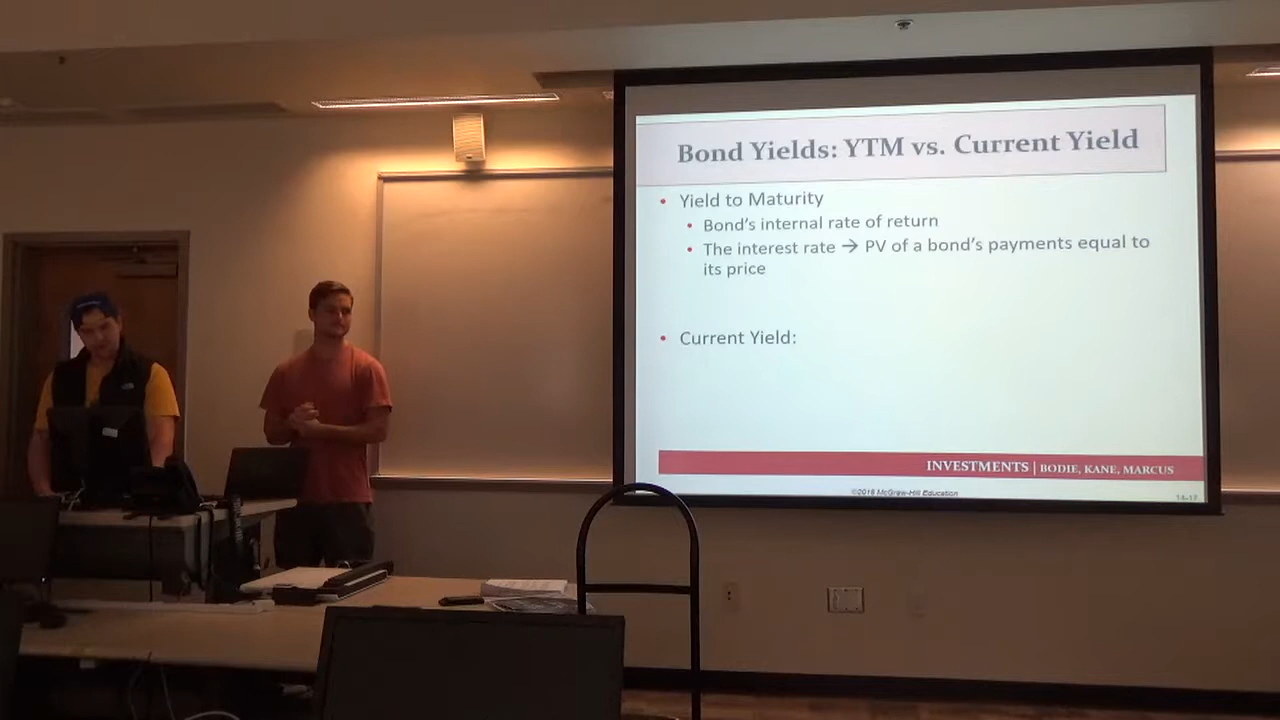 Bond Yields: YTM vs. Current Yield
• Yield to Maturity
• Bond's internal rate of return
• The interest rate → PV of a bond's payments equal to
its price
• Current Yield:
INVESTMENTS | BODIE, KANE, MARCUS
©2018 McGraw-Hill Education